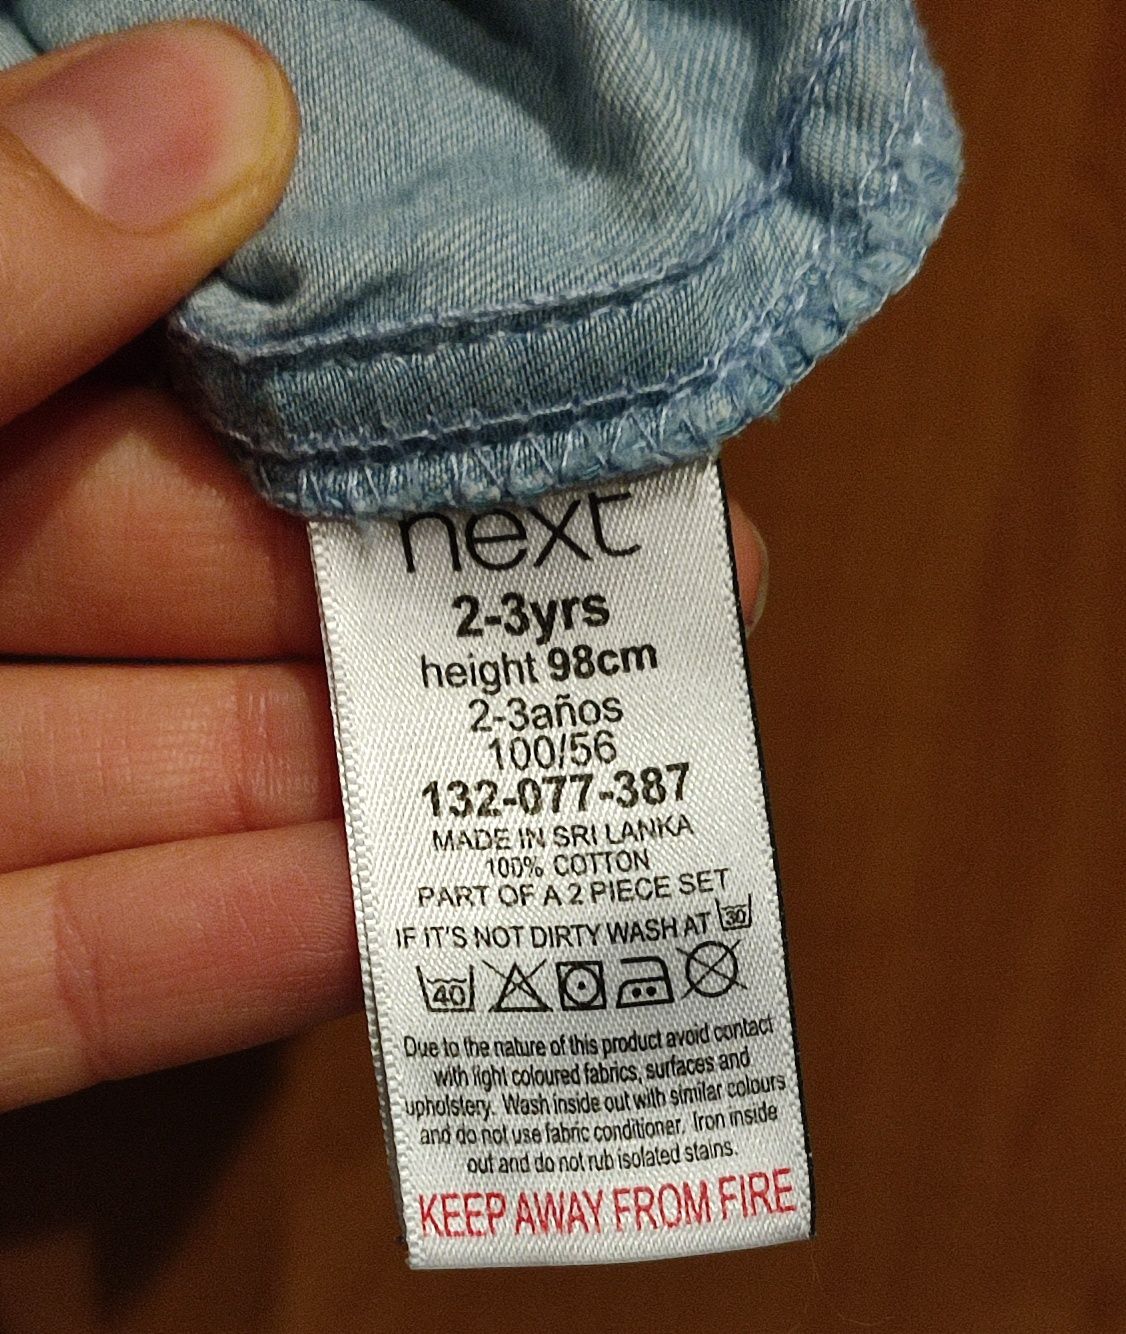 next
2-3yrs
height 98cm
2-3años
100/56
132-077-387
MADE IN SRI LANKA
100% COTTON
PART OF A 2 PIECE SET
IF IT'S NOT DIRTY WASH AT 30
40
Due to the nature of this product avoid contact
with light coloured fabrics, surfaces and
upholstery. Wash inside out with similar colours
and do not use fabric conditioner. Iron inside
out and do not rub isolated stains.
KEEP AWAY FROM FIRE